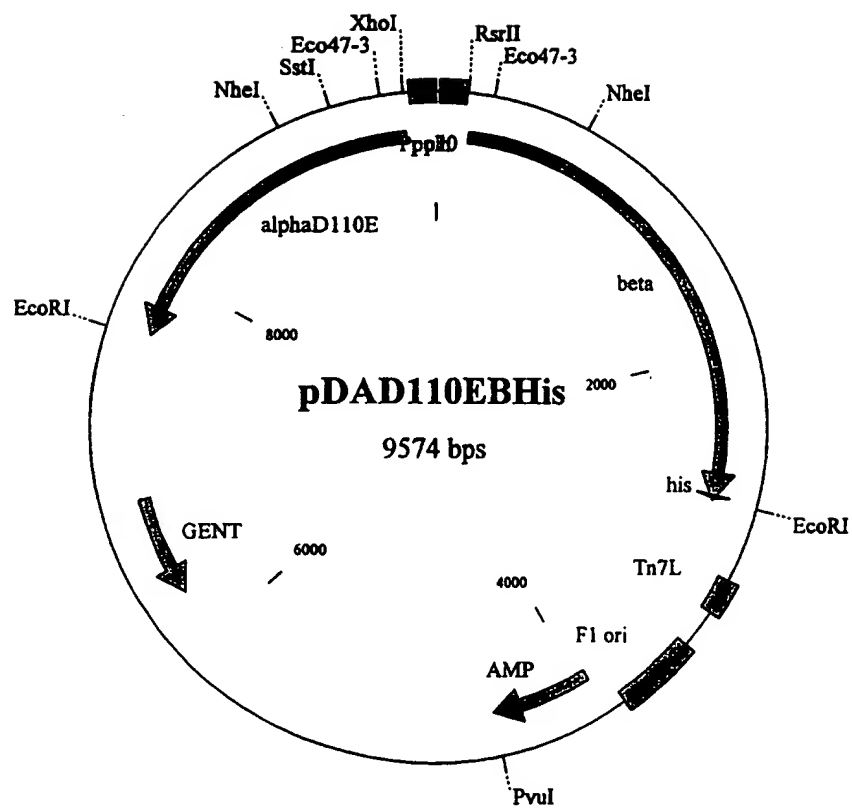 XhoI
RsrII
Eco47-3
Eco47-3
SstI
NheI
NheI
alphaD110E
beta
EcoRI
8000
pDAD110EBHis
2000
9574 bps
his
EcoRI
GENT
6000
Tn7L
4000
F1 ori
AMP
PvuI